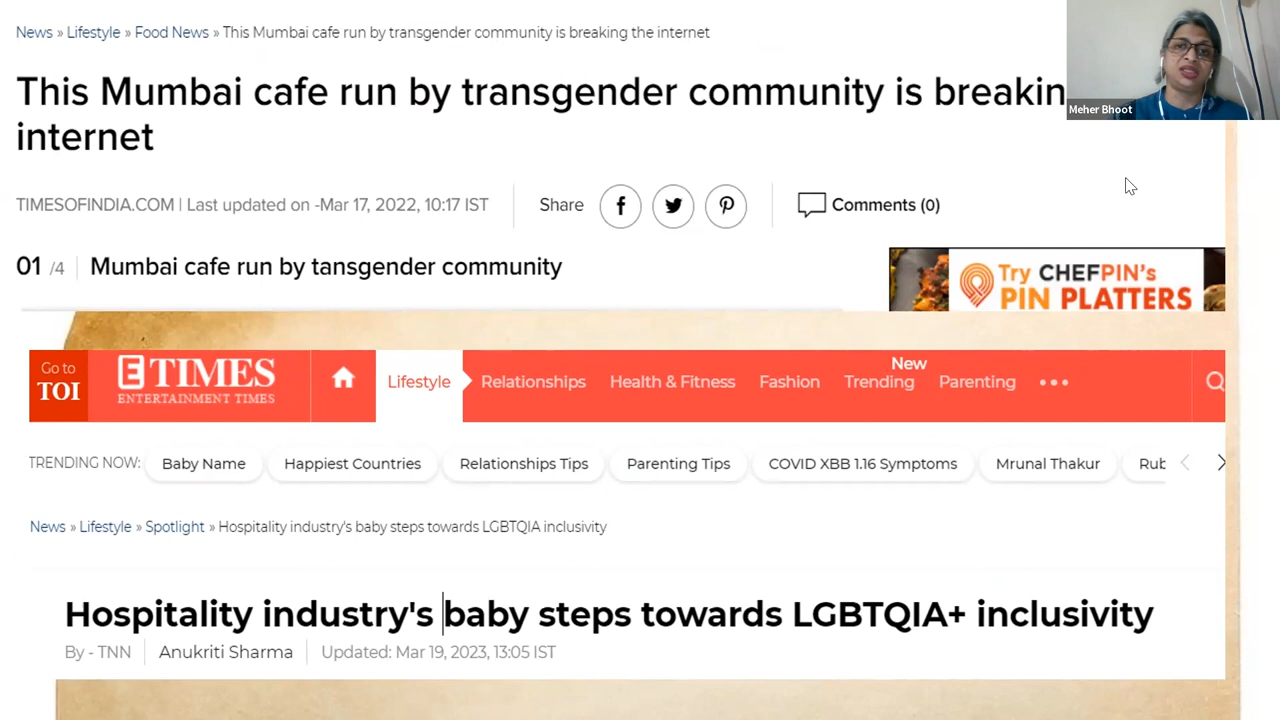 News » Lifestyle » Food News » This Mumbai cafe run by transgender community is breaking the internet
This Mumbai cafe run by transgender community is breakin
internet
Meher Bhoot
TIMESOFINDIA.COM | Last updated on -Mar 17, 2022, 10:17 IST
Share
Comments (0)
01 /4 Mumbai cafe run by tansgender community
Try CHEFPIN's
PIN PLATTERS
Go to
TOI
E TIMES
ENTERTAINMENT TIMES
Lifestyle Relationships Health & Fitness Fashion Trending New Parenting
TRENDING NOW: Baby Name Happiest Countries Relationships Tips Parenting Tips COVID XBB 1.16 Symptoms Mrunal Thakur Rub
News » Lifestyle » Spotlight » Hospitality industry's baby steps towards LGBTQIA inclusivity
Hospitality industry's baby steps towards LGBTQIA+ inclusivity
By - TNN Anukriti Sharma Updated: Mar 19, 2023, 13:05 IST